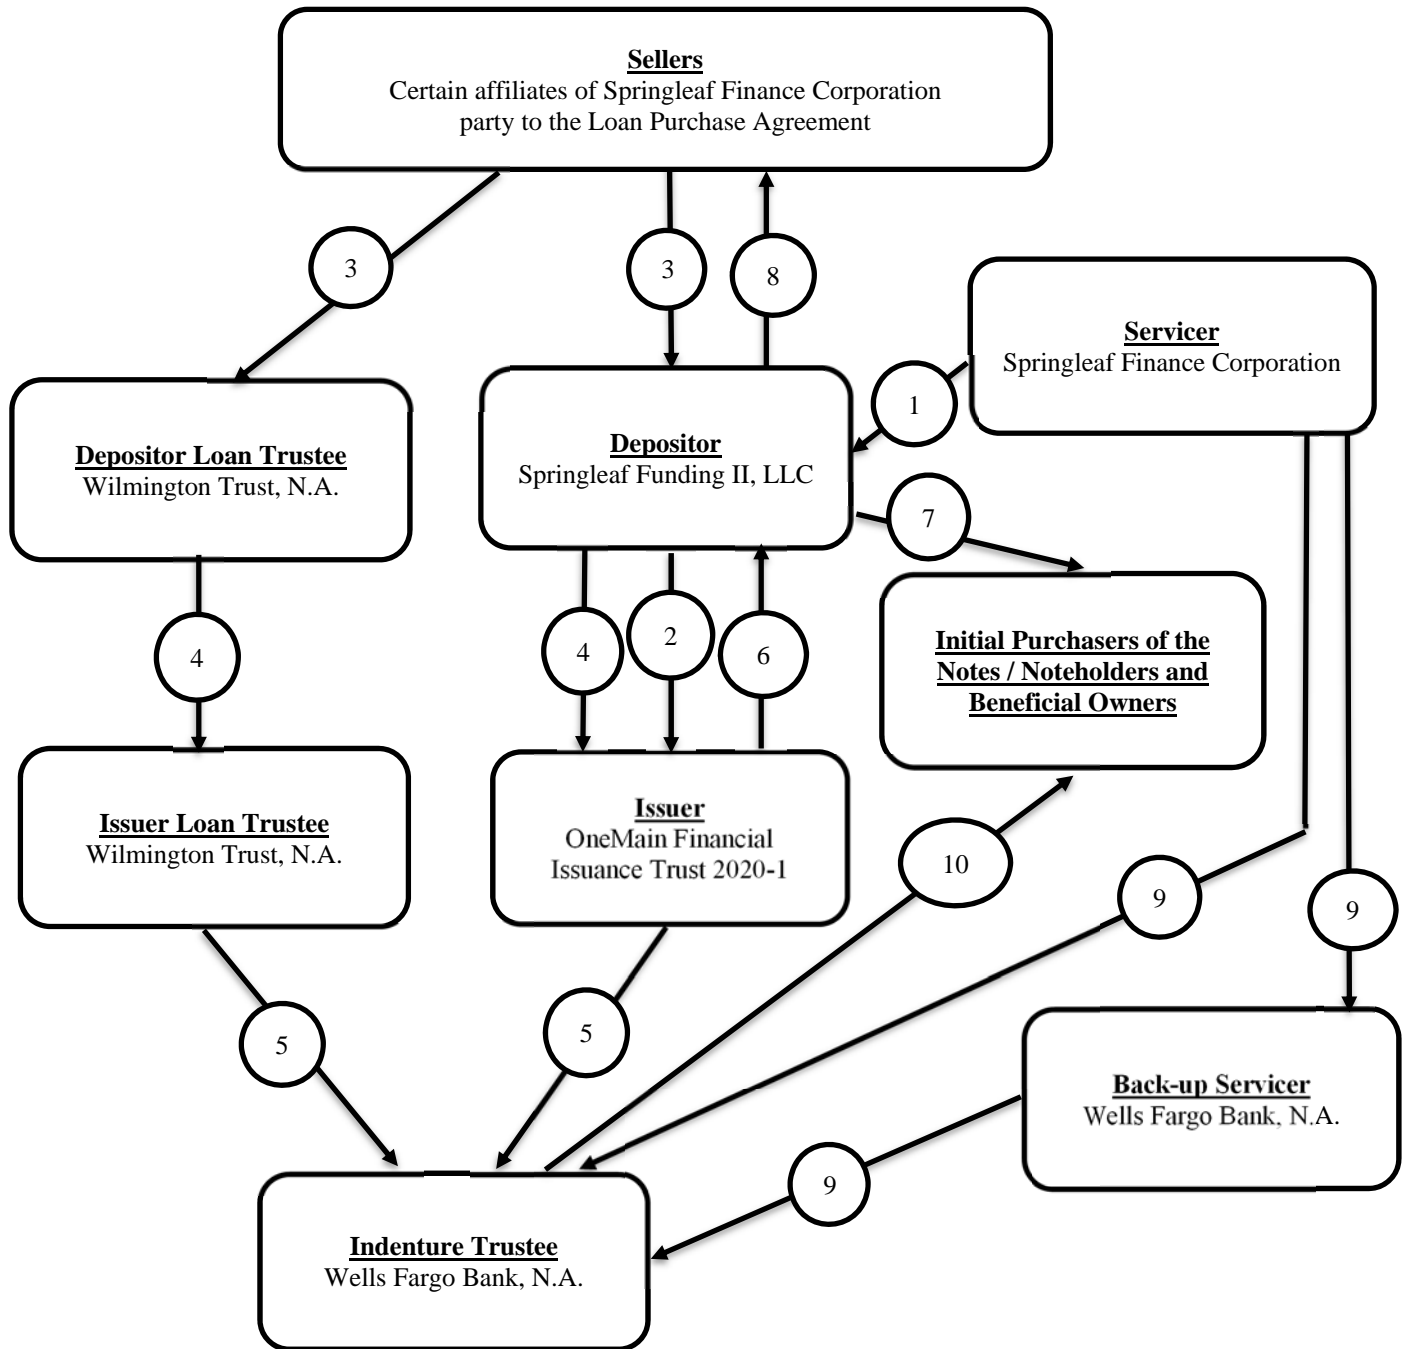 Sellers
Certain affiliates of Springleaf Finance Corporation
party to the Loan Purchase Agreement
3
3
8
Servicer
Springleaf Finance Corporation
1
Depositor Loan Trustee
Wilmington Trust, N.A.
Depositor
Springleaf Funding II, LLC
7
4
4
2
6
Initial Purchasers of the
Notes / Noteholders and
Beneficial Owners
Issuer Loan Trustee
Wilmington Trust, N.A.
Issuer
OneMain Financial
Issuance Trust 2020-1
10
9
9
5
5
Back-up Servicer
Wells Fargo Bank, N.A.
9
Indenture Trustee
Wells Fargo Bank, N.A.